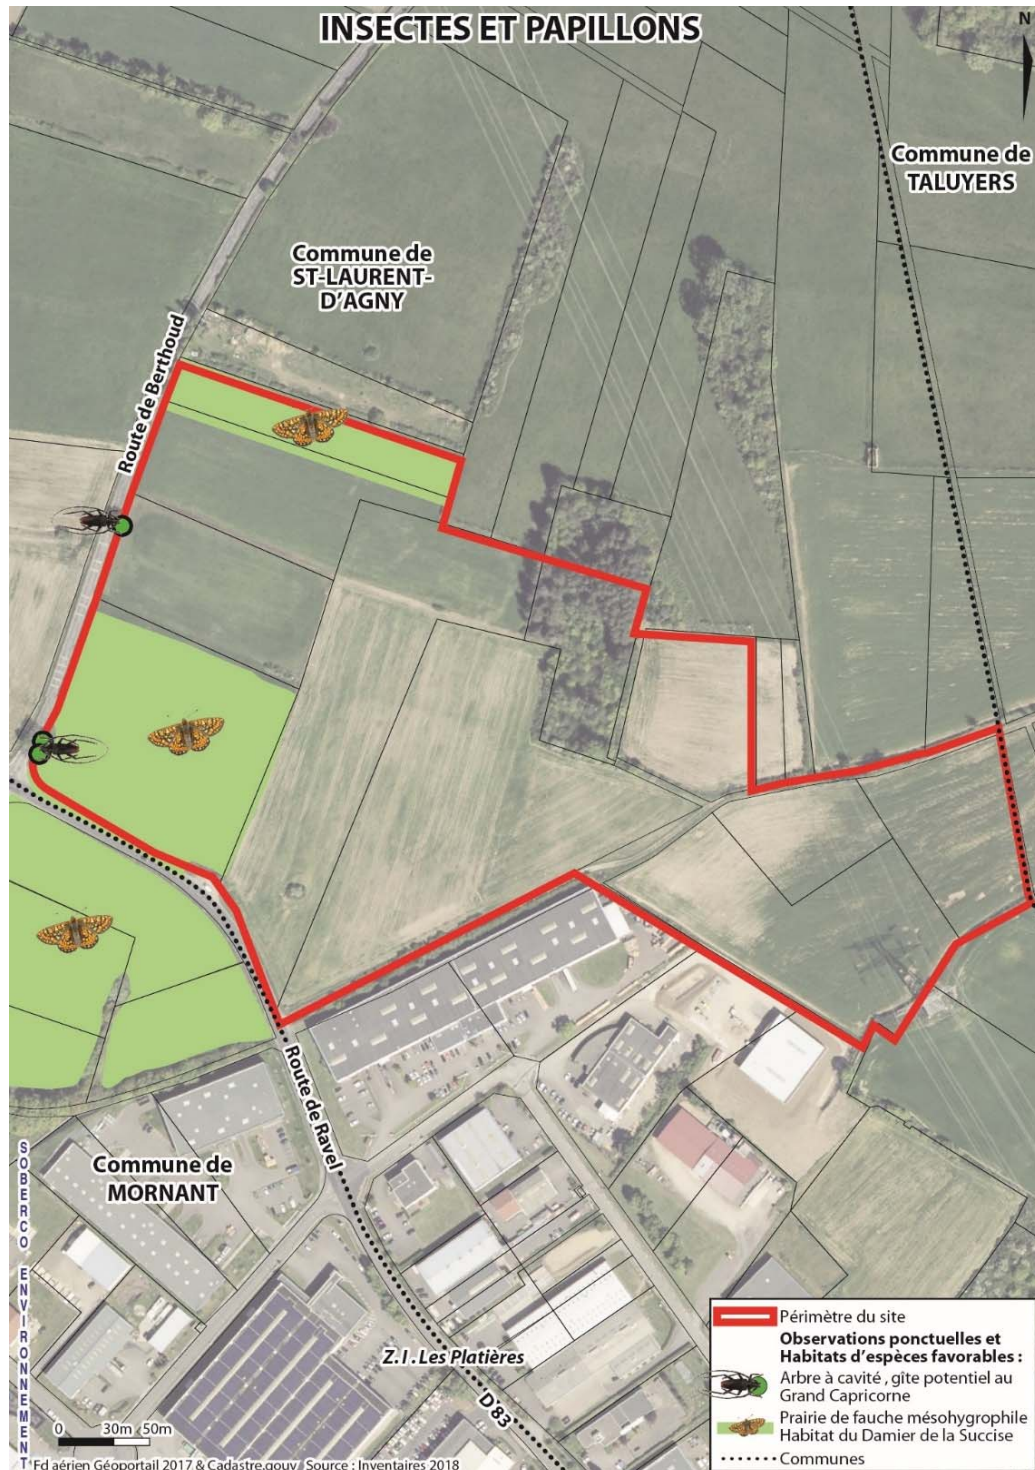 INSECTES ET PAPILLONS
N
Commune de
TALUYERS
Commune de
ST-LAURENT-
D'AGNY
Route de Berthoud
Route de Ravel
Commune de
MORNANT
Z.I. Les Platières
D 83
SOBERCO ENVIRONNEMENT
0 30m 50m
Fd aérien Géoportail 2017 & Cadastre.gouv Source : Inventaires 2018
Périmètre du site
Observations ponctuelles et
Habitats d'espèces favorables :
Arbre à cavité, gîte potentiel au
Grand Capricorne
Prairie de fauche mésohygrophile
Habitat du Damier de la Succise
Communes